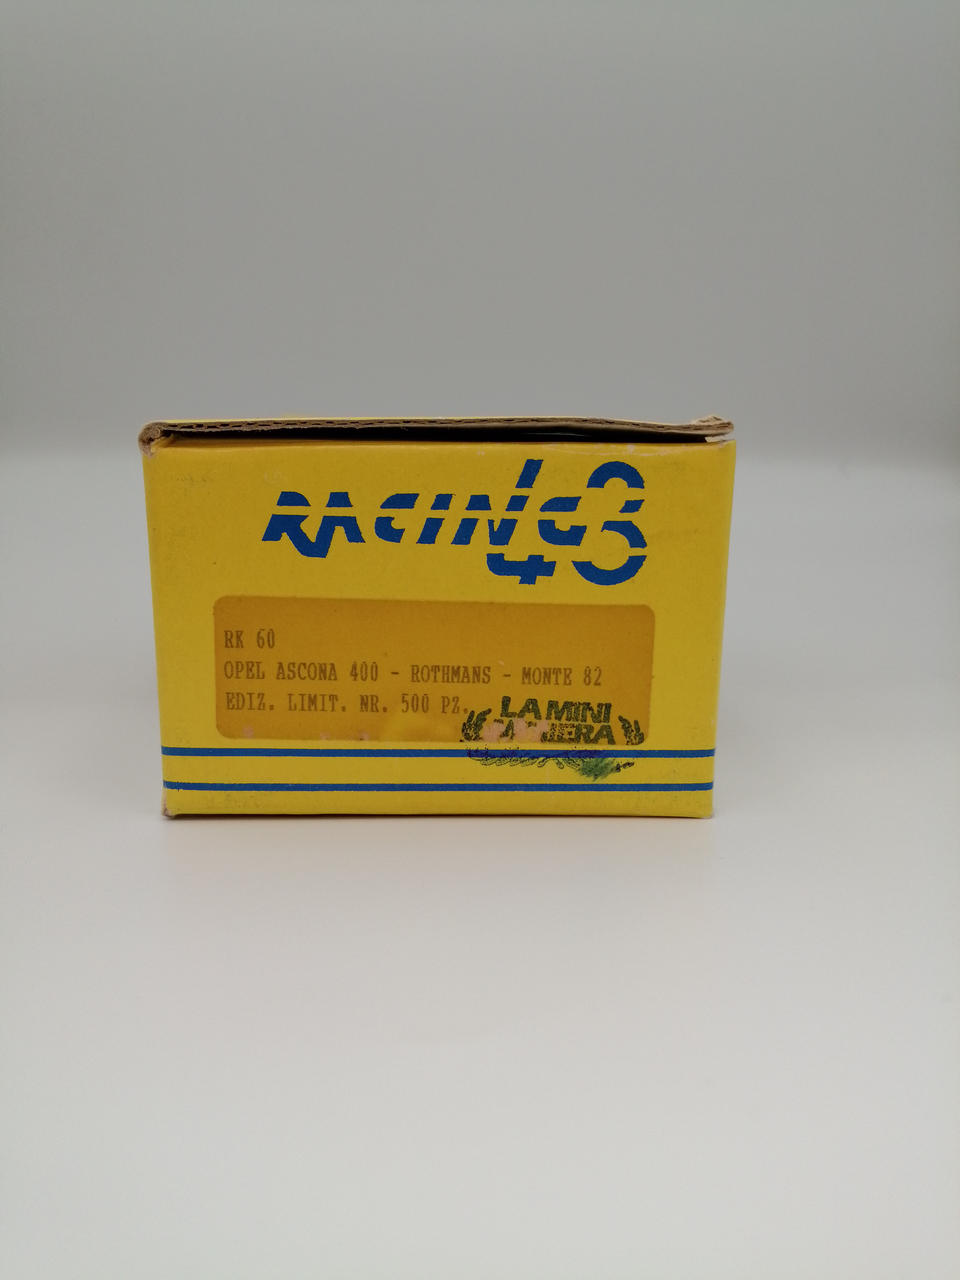 RACING 43
RK 60
OPEL ASCONA 400 - ROTHMANS - MONTE 82
EDIZ. LIMIT. NR. 500 PZ.
LA MINI